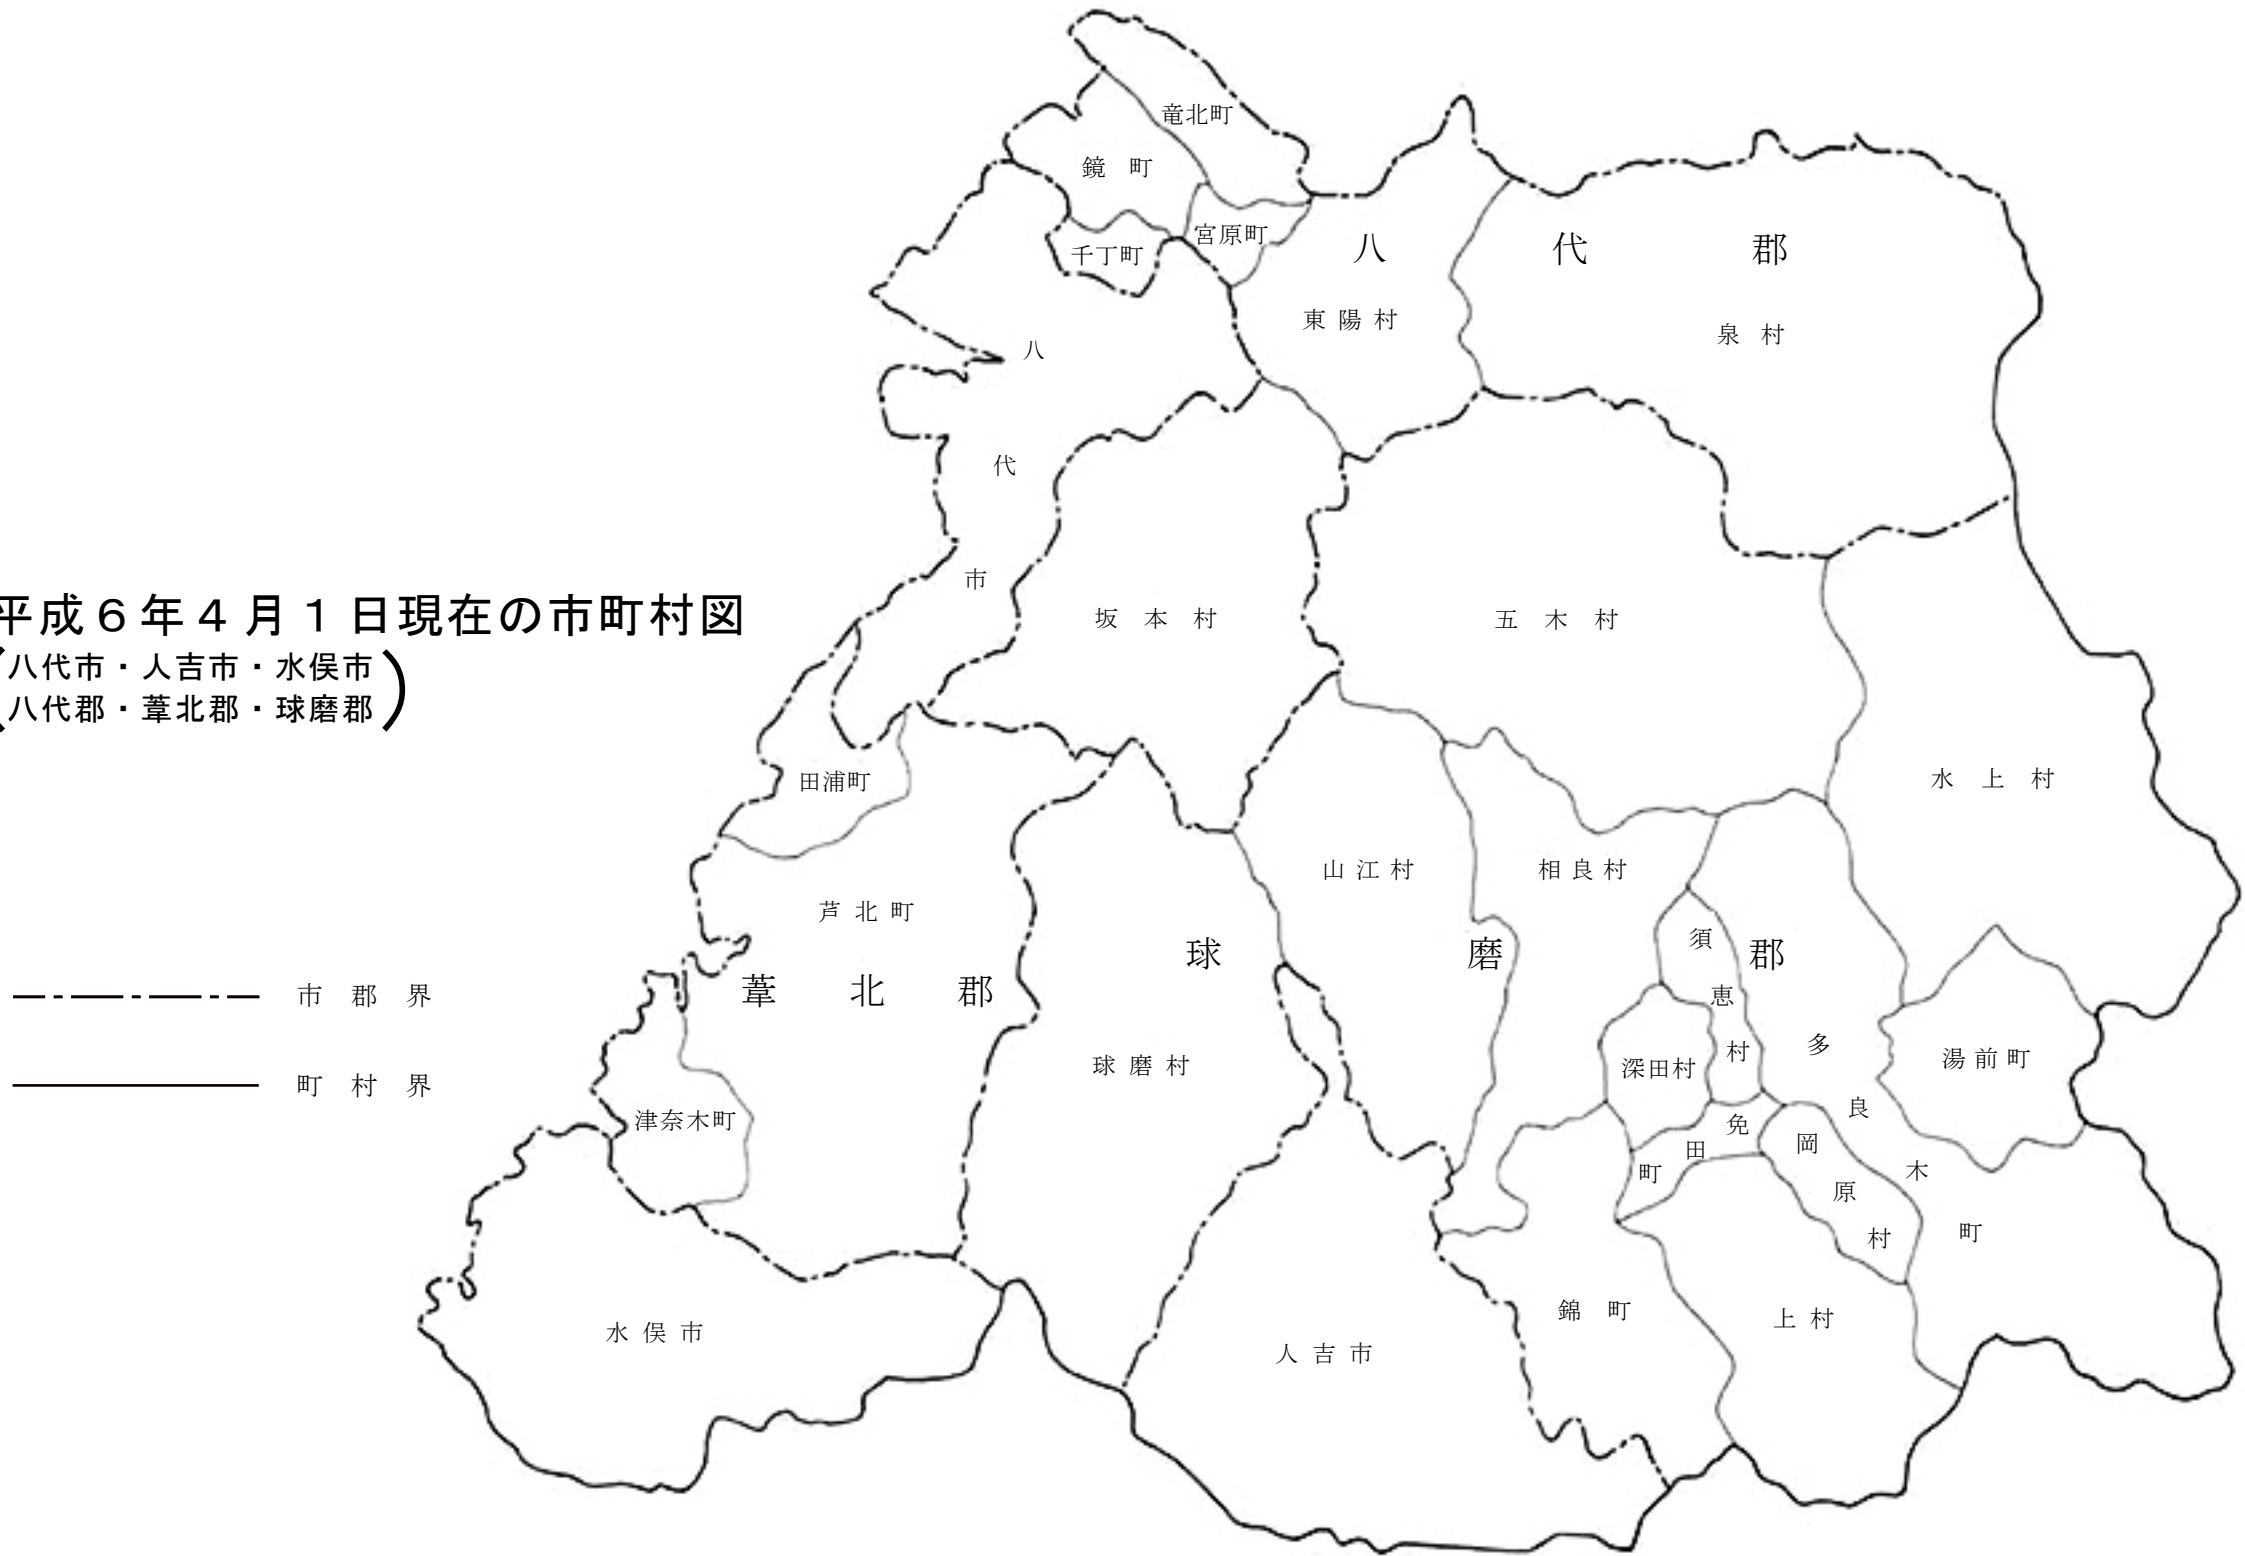 平成６年４月１日現在の市町村図
八代市・人吉市・水俣市
八代郡・葦北郡・球磨郡
市郡界
町村界
竜北町
鏡町
宮原町
千丁町
八代郡
東陽村
泉村
八代市
坂本村
五木村
田浦町
水上村
山江村
相良村
芦北町
葦北郡
球磨郡
須恵村
球磨村
深田村
多良木町
湯前町
津奈木町
免田町
岡原村
錦町
上村
水俣市
人吉市